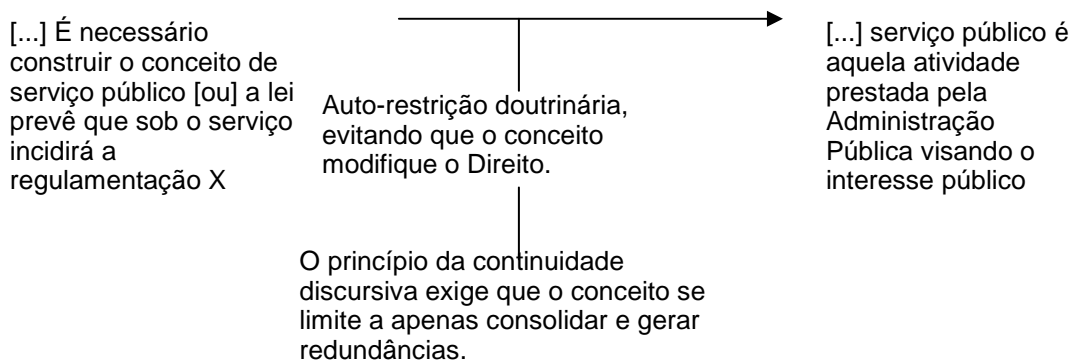 [...] É necessário
construir o conceito de
serviço público [ou] a lei
prevê que sob o serviço
incidirá a
regulamentação X
Auto-restrição doutrinária,
evitando que o conceito
modifique o Direito.
[...] serviço público é
aquela atividade
prestada pela
Administração
Pública visando o
interesse público
O princípio da continuidade
discursiva exige que o conceito se
limite a apenas consolidar e gerar
redundâncias.